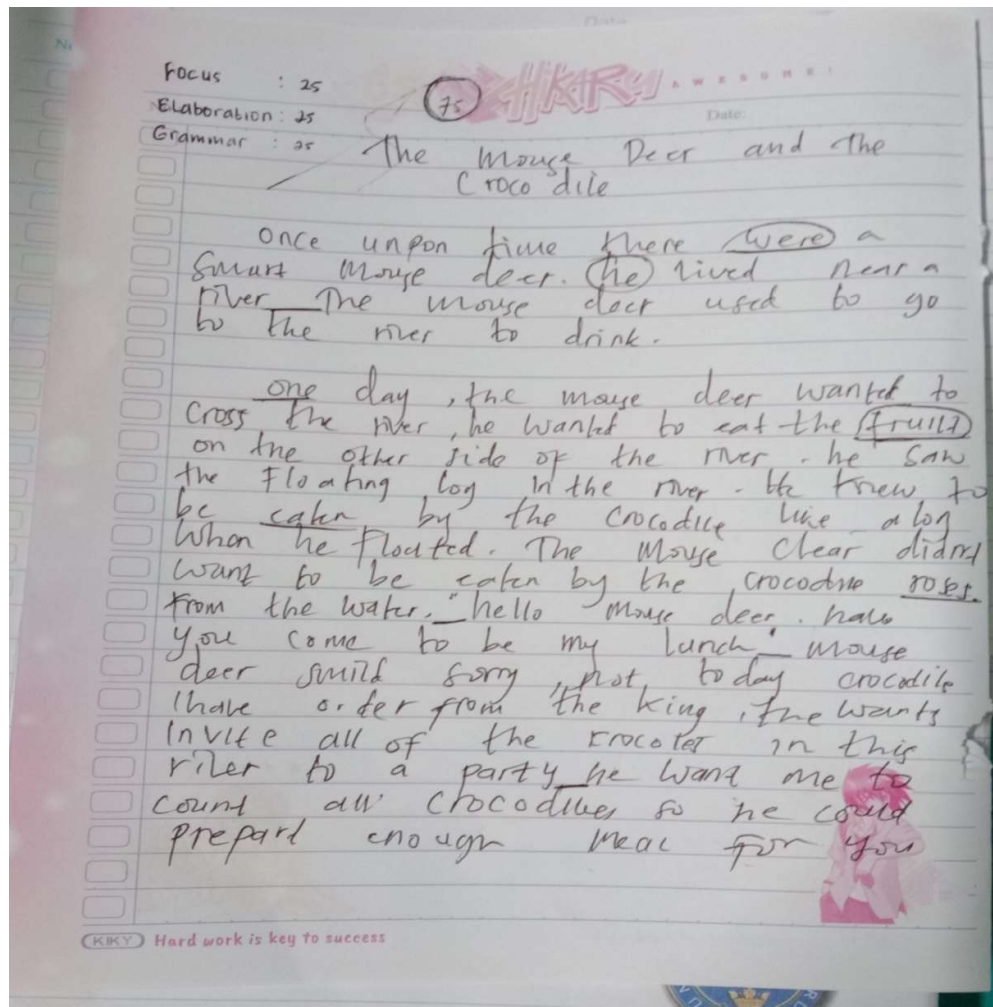 Focus : 25
Elaboration : 25
Grammar : 25
75
HIKARU
AWESOME!
Date:
The Mouse Deer and the
Crocodile
once unpon time there were a
smart mouse deer. he lived near a
river The mouse deer used to go
to the river to drink.
one day, the mouse deer wanted to
cross the river, he wanted to eat the fruild
on the other side of the river. he saw
the Floating log in the river. He knew to
be eaten by the crocodile like a log
when he floated. The mouse clear didnt
want to be eaten by the crocodile roses.
from the water. "hello mouse deer. have
you come to be my lunch" mouse
deer smild sorry, not today crocodile
I have order from the king, the wants
invite all of the krocoler in this
river to a party he want me to
count all crocodiles so he could
prepart enough meal for you
KIKY Hard work is key to success